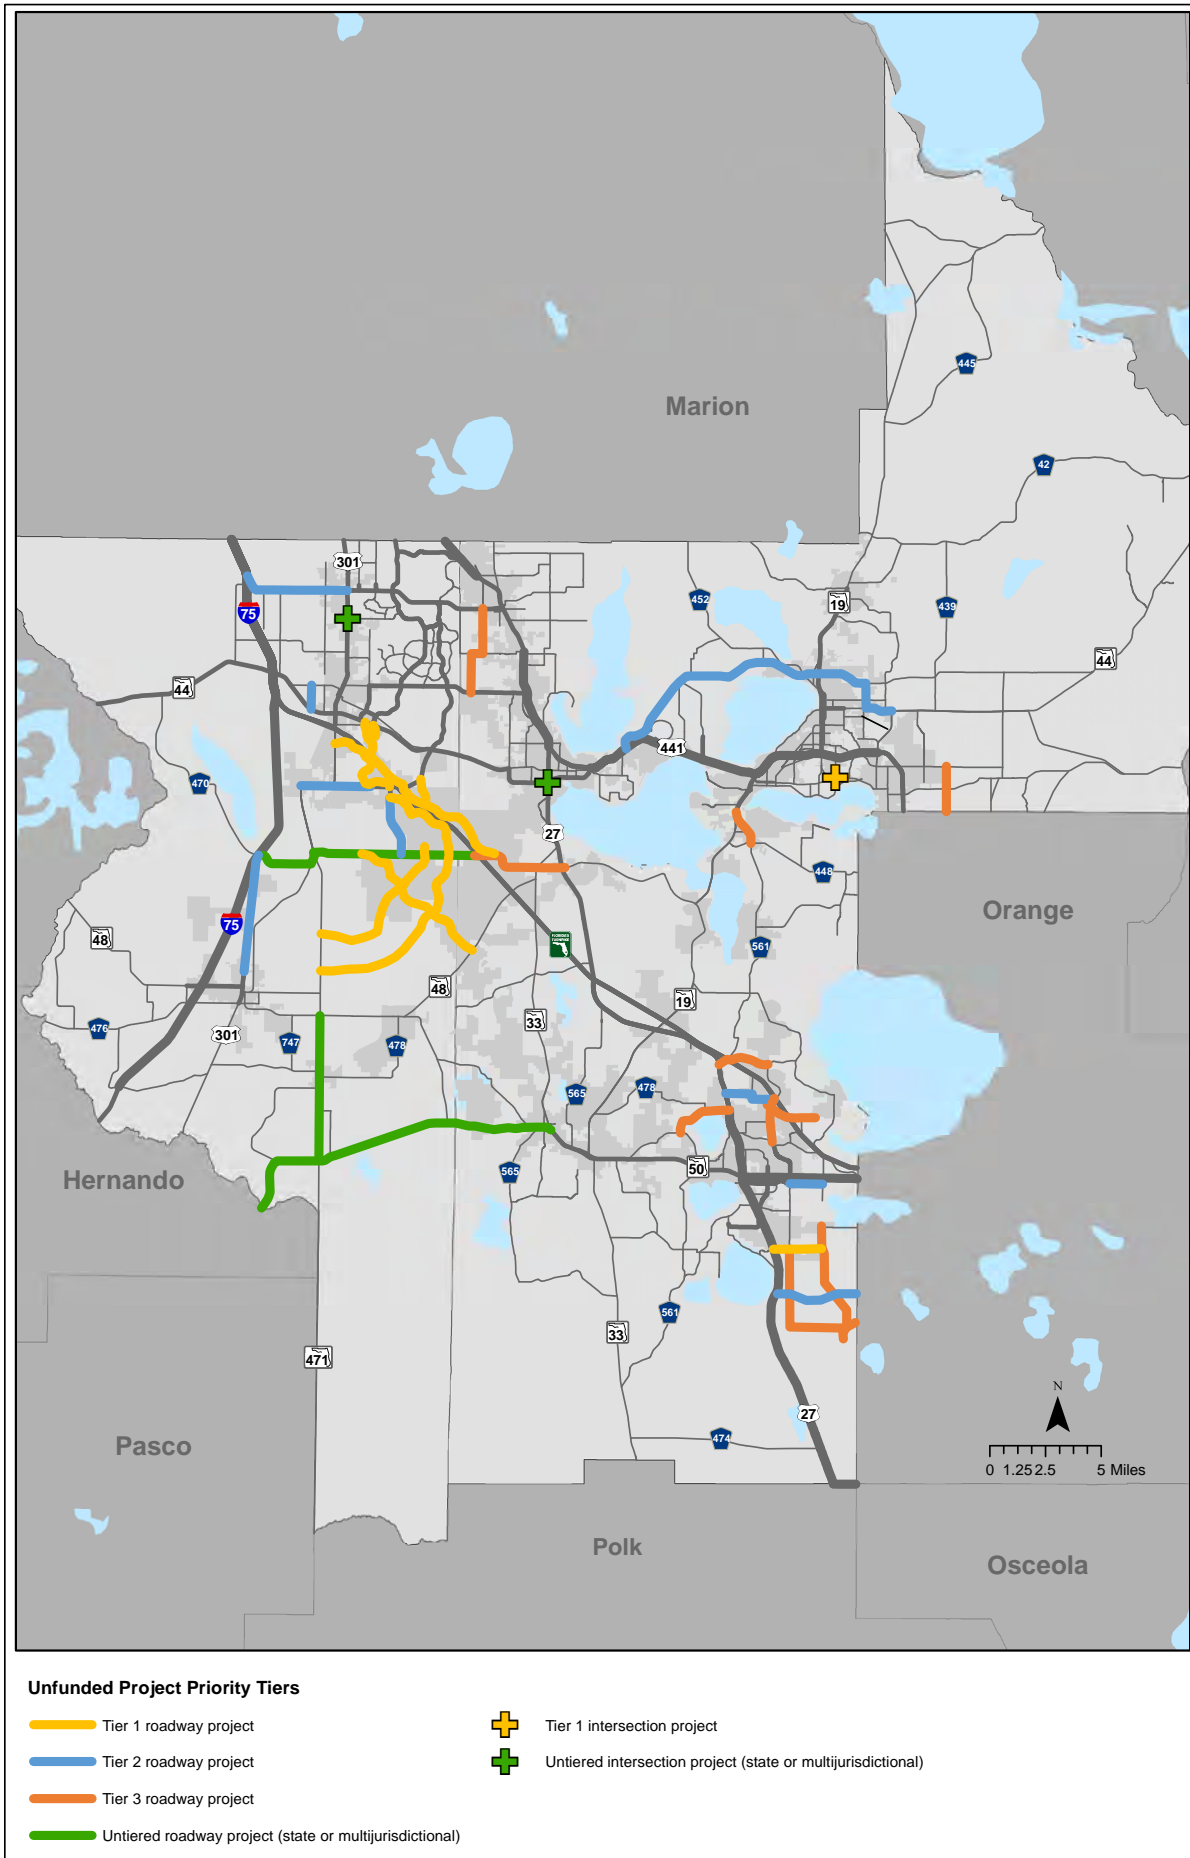 Marion
445
42
301
75
452
19
439
44
44
441
470
27
448
Orange
75
48
561
FLORIDA'S TURNPIKE
48
19
33
476
301
747
478
565
478
50
565
Hernando
561
33
471
27
N
474
Pasco
0 1.25 2.5 5 Miles
Polk
Osceola
Unfunded Project Priority Tiers
Tier 1 roadway project
Tier 1 intersection project
Tier 2 roadway project
Untiered intersection project (state or multijurisdictional)
Tier 3 roadway project
Untiered roadway project (state or multijurisdictional)